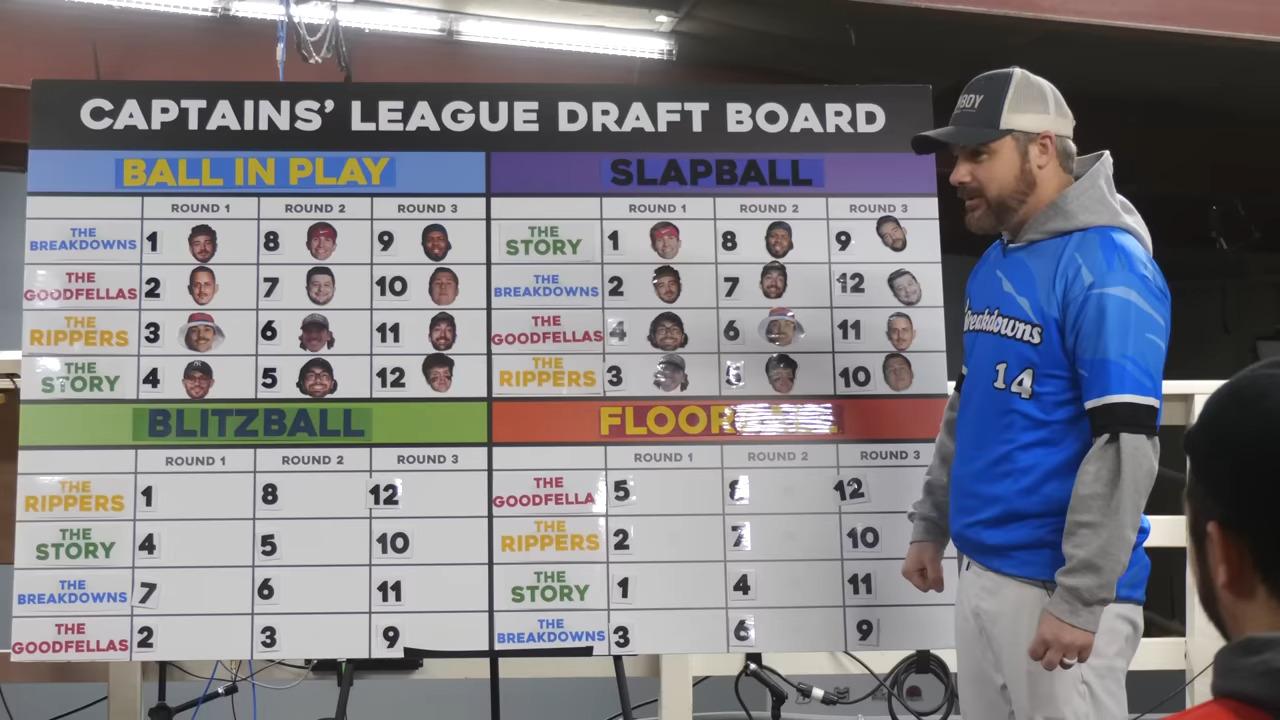 CAPTAINS' LEAGUE DRAFT BOARD
BALL IN PLAY
ROUND 1 ROUND 2 ROUND 3
THE BREAKDOWNS 1 8 9
THE GOODFELLAS 2 7 10
THE RIPPERS 3 6 11
THE STORY 4 5 12
SLAPBALL
ROUND 1 ROUND 2 ROUND 3
THE STORY 1 8 9
THE BREAKDOWNS 2 7 12
THE GOODFELLAS 4 6 11
THE RIPPERS 3 10
BLITZBALL
ROUND 1 ROUND 2 ROUND 3
THE RIPPERS 1 8 12
THE STORY 4 5 10
THE BREAKDOWNS 7 6 11
THE GOODFELLAS 2 3 9
ROUND 1 ROUND 2 ROUND 3
THE GOODFELLA 5 8 12
THE RIPPERS 2 7 10
THE STORY 1 4 11
THE BREAKDOWNS 3 6 9
Breakdowns
14